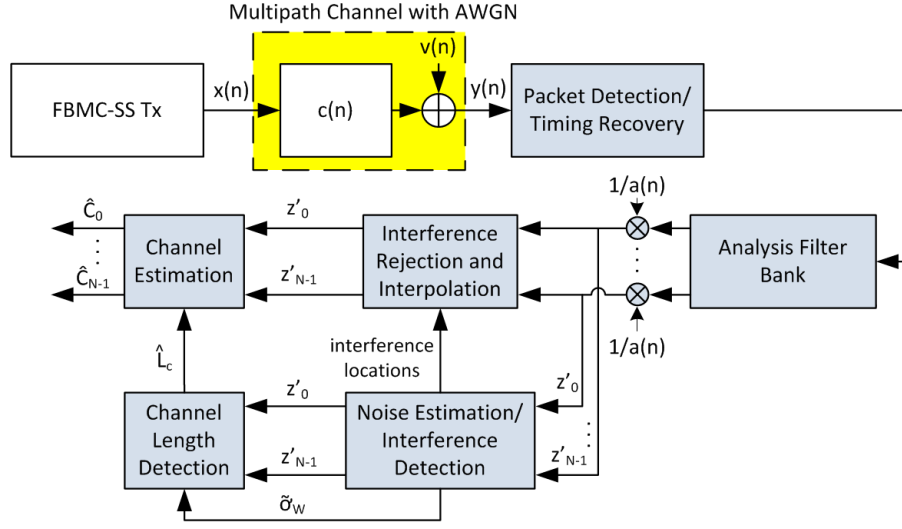 Multipath Channel with AWGN
v(n)
FBMC-SS Tx
x(n)
c(n)
y(n)
Packet Detection/
Timing Recovery
Ĉ₀
⋮
Ĉ_N-1
Channel
Estimation
z'₀
z'_N-1
Interference
Rejection and
Interpolation
1/a(n)
⋮
1/a(n)
Analysis Filter
Bank
L̂_c
interference
locations
Channel
Length
Detection
z'₀
z'_N-1
Noise Estimation/
Interference
Detection
z'₀
⋮
z'_N-1
σ̃_W